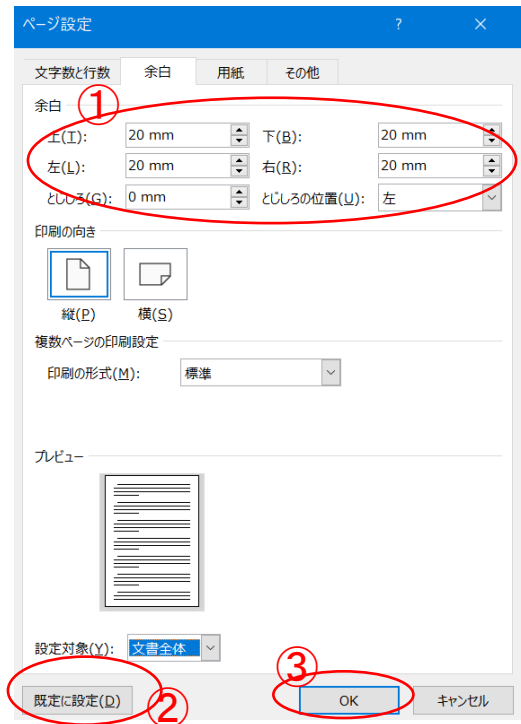 ページ設定 ? ×
文字数と行数 余白 用紙 その他
余白 ①
上(T): 20 mm 下(B): 20 mm
左(L): 20 mm 右(R): 20 mm
とじしろ(G): 0 mm とじしろの位置(U): 左
印刷の向き
縦(P) 横(S)
複数ページの印刷設定
印刷の形式(M): 標準
プレビュー
設定対象(Y): 文書全体
③
既定に設定(D) ② OK キャンセル